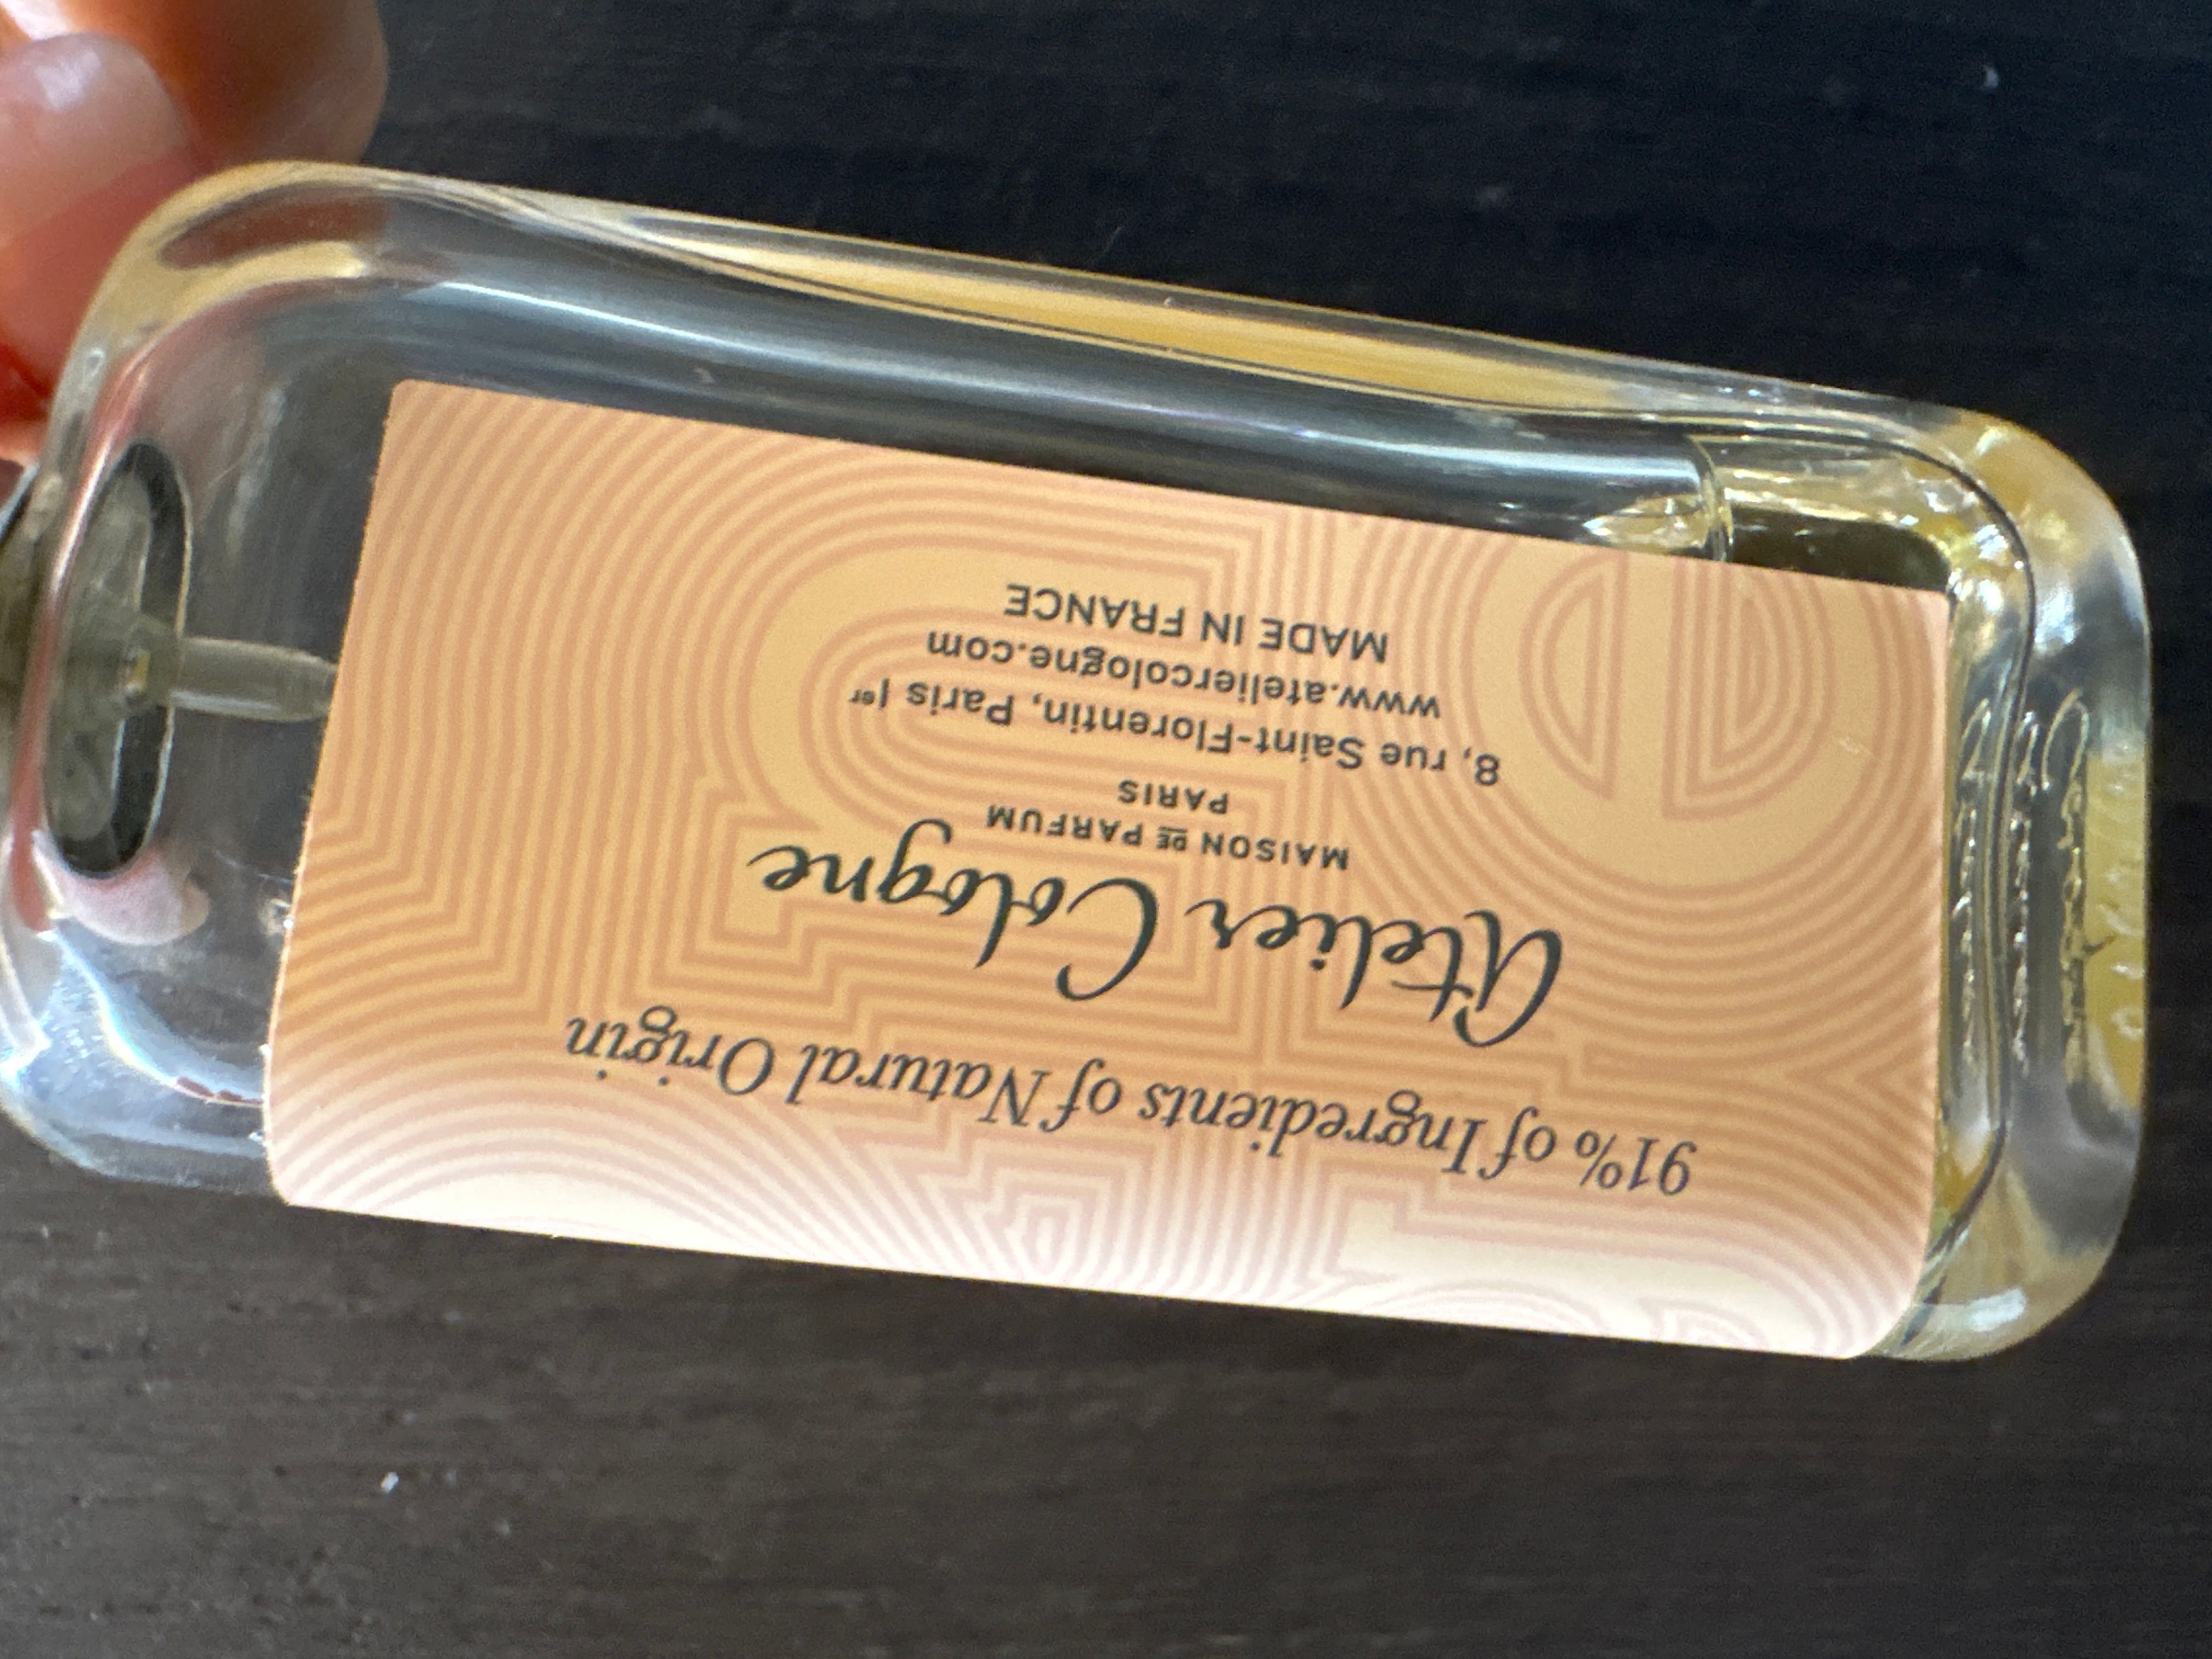 91% of Ingredients of Natural Origin
Atelier Cologne
MAISON DE PARFUM
PARIS
8, rue Saint-Florentin, Paris 1er
www.ateliercologne.com
MADE IN FRANCE